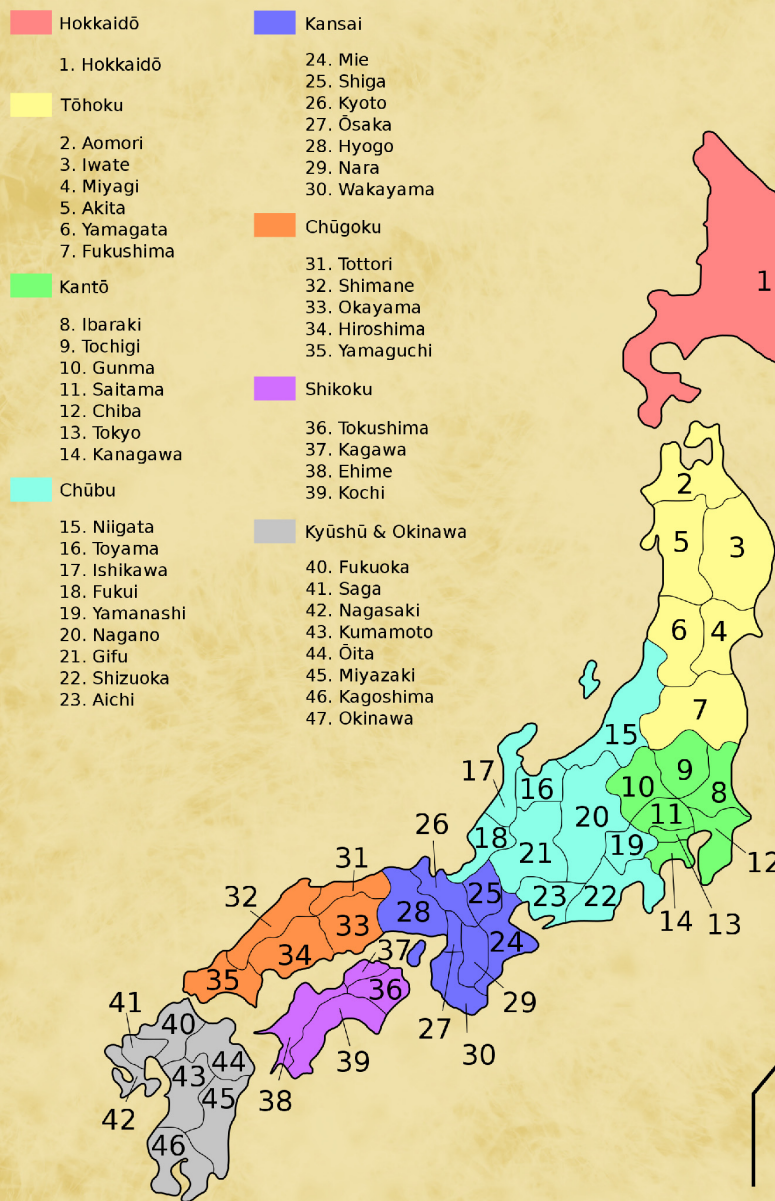 Hokkaidō
1. Hokkaidō
Tōhoku
2. Aomori
3. Iwate
4. Miyagi
5. Akita
6. Yamagata
7. Fukushima
Kantō
8. Ibaraki
9. Tochigi
10. Gunma
11. Saitama
12. Chiba
13. Tokyo
14. Kanagawa
Chūbu
15. Niigata
16. Toyama
17. Ishikawa
18. Fukui
19. Yamanashi
20. Nagano
21. Gifu
22. Shizuoka
23. Aichi
Kansai
24. Mie
25. Shiga
26. Kyoto
27. Ōsaka
28. Hyogo
29. Nara
30. Wakayama
Chūgoku
31. Tottori
32. Shimane
33. Okayama
34. Hiroshima
35. Yamaguchi
Shikoku
36. Tokushima
37. Kagawa
38. Ehime
39. Kochi
Kyūshū & Okinawa
40. Fukuoka
41. Saga
42. Nagasaki
43. Kumamoto
44. Ōita
45. Miyazaki
46. Kagoshima
47. Okinawa
1
2
5
3
6
4
7
15
17
16
10
9
8
20
11
26
18
21
19
12
31
25
23
22
14
13
32
28
33
24
34
37
35
36
29
41
40
27
30
39
44
43
42
38
45
46